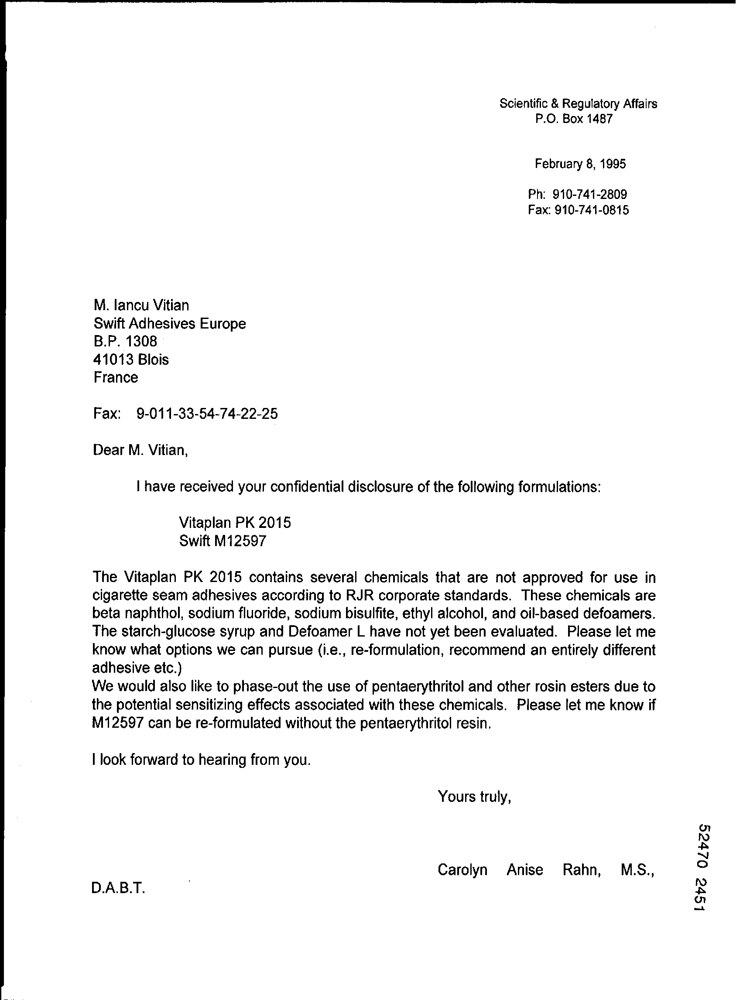 Scientific & Regulatory Affairs
P.O. Box 1487
February 8, 1995
Ph: 910-741-2809
Fax: 910-741-0815
M. Iancu Vitian
Swift Adhesives Europe
B.P. 1308
41013 Blois
France
Fax: 9-011-33-54-74-22-25
Dear M. Vitian,
I have received your confidential disclosure of the following formulations:
Vitaplan PK 2015
Swift M12597
The Vitaplan PK 2015 contains several chemicals that are not approved for use in
cigarette seam adhesives according to RJR corporate standards. These chemicals are
beta naphthol, sodium fluoride, sodium bisulfite, ethyl alcohol, and oil-based defoamers.
The starch-glucose syrup and Defoamer L have not yet been evaluated. Please let me
know what options we can pursue (i.e., re-formulation, recommend an entirely different
adhesive etc.)
We would also like to phase-out the use of pentaerythritol and other rosin esters due to
the potential sensitizing effects associated with these chemicals. Please let me know if
M12597 can be re-formulated without the pentaerythritol resin.
I look forward to hearing from you.
Yours truly,
Carolyn Anise Rahn, M.S.,
D.A.B.T.
52470 2451